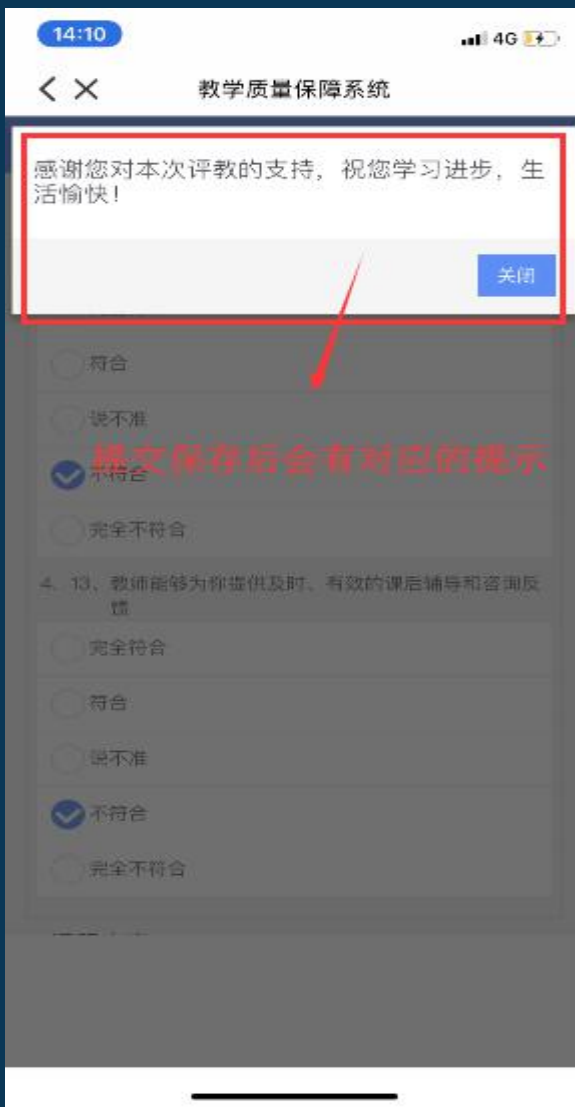 14:10
4G
教学质量保障系统
感谢您对本次评教的支持，祝您学习进步，生
活愉快！
关闭
符合
说不准
提交保存后会有对应的提示
不符合
完全不符合
4、13、教师能够为你提供及时、有效的课后辅导和咨询反
馈
完全符合
符合
说不准
不符合
完全不符合